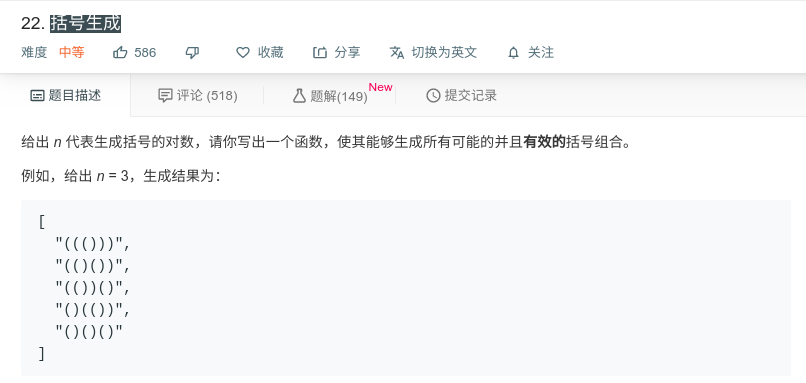 22. 括号生成
难度 中等 586 收藏 分享 切换为英文 关注
题目描述 评论 (518) 题解(149) New 提交记录
给出 n 代表生成括号的对数，请你写出一个函数，使其能够生成所有可能的并且有效的括号组合。
例如，给出 n = 3，生成结果为：
[
"((()))",
"(()())",
"(())()",
"()(())",
"()()()"
]